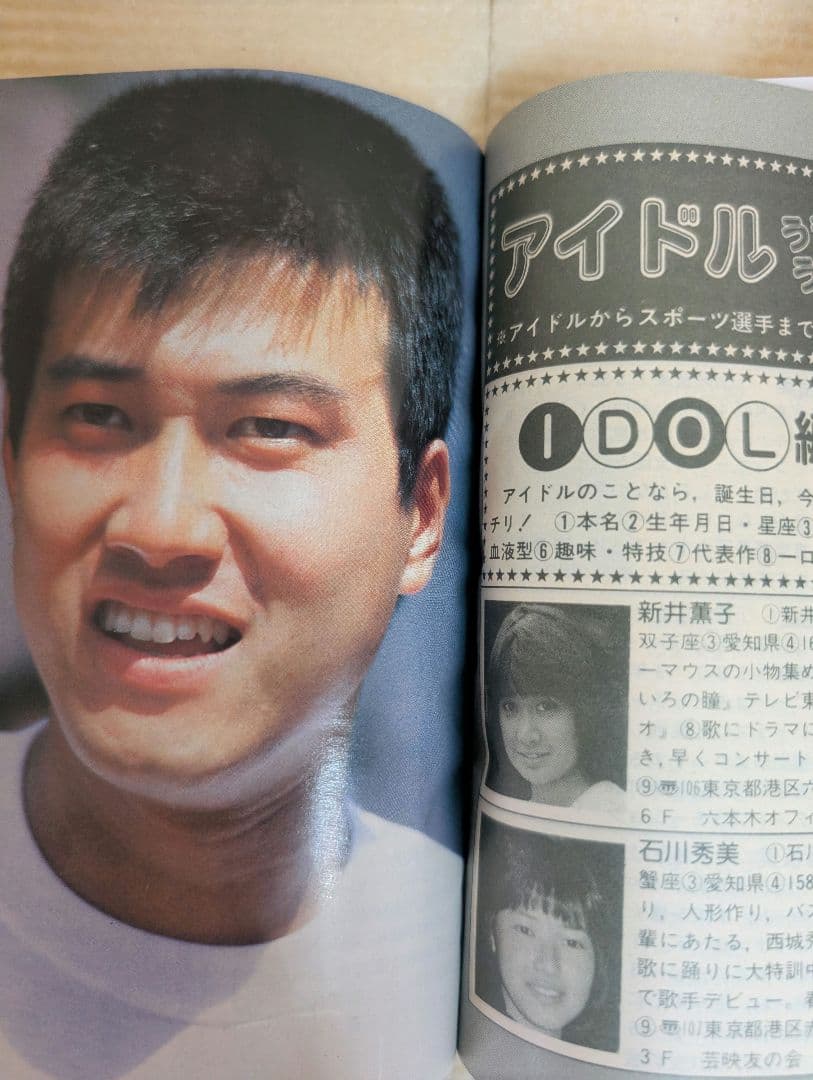 アイドル
※アイドルからスポーツ選手まで
IDOL編
アイドルのことなら，誕生日，今
チリ！ ①本名②生年月日・星座③
血液型⑥趣味・特技⑦代表作⑧一口
新井薫子 ①新井
双子座③愛知県④16
ーマウスの小物集め
いろの瞳』テレビ東
オ』⑧歌にドラマに
き，早くコンサート
⑨〠106東京都港区六
6F 六本木オフィ
石川秀美 ①石川
蟹座③愛知県④158
り，人形作り，バス
輩にあたる，西城秀
歌に踊りに大特訓中
で歌手デビュー。春
⑨〠107東京都港区赤
3F 芸映友の会